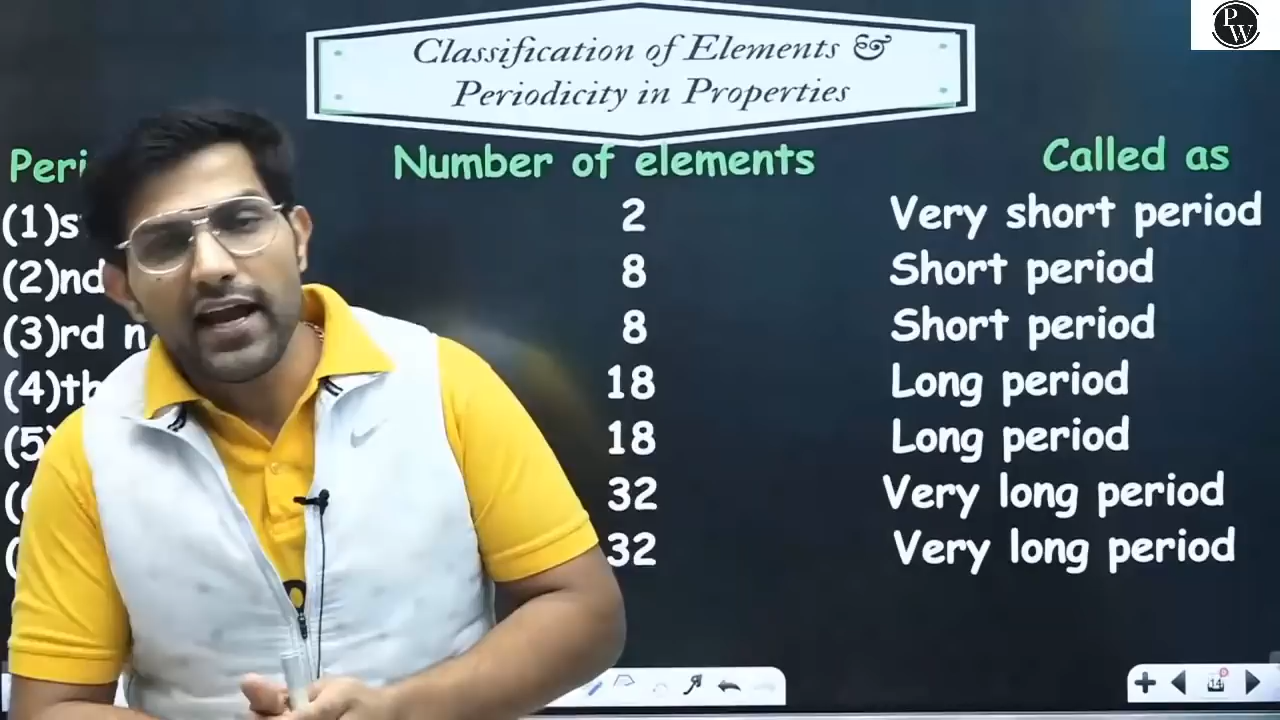 Classification of Elements &
Periodicity in Properties
PW
Number of elements Called as
(1) 2 Very short period
(2)nd 8 Short period
(3)rd 8 Short period
(4)th 18 Long period
(5) 18 Long period
32 Very long period
32 Very long period